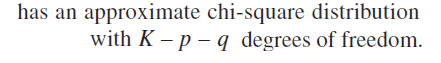 has an approximate chi-square distribution
with K – p – q degrees of freedom.